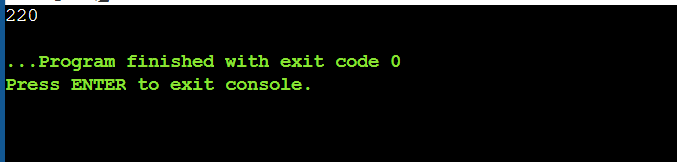 220
...Program finished with exit code 0
Press ENTER to exit console.